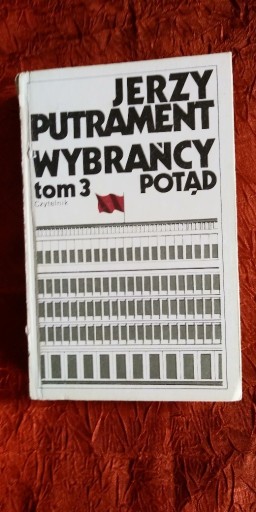 JERZY
PUTRAMENT
WYBRAŃCY
tom 3 POTĄD
Czytelnik